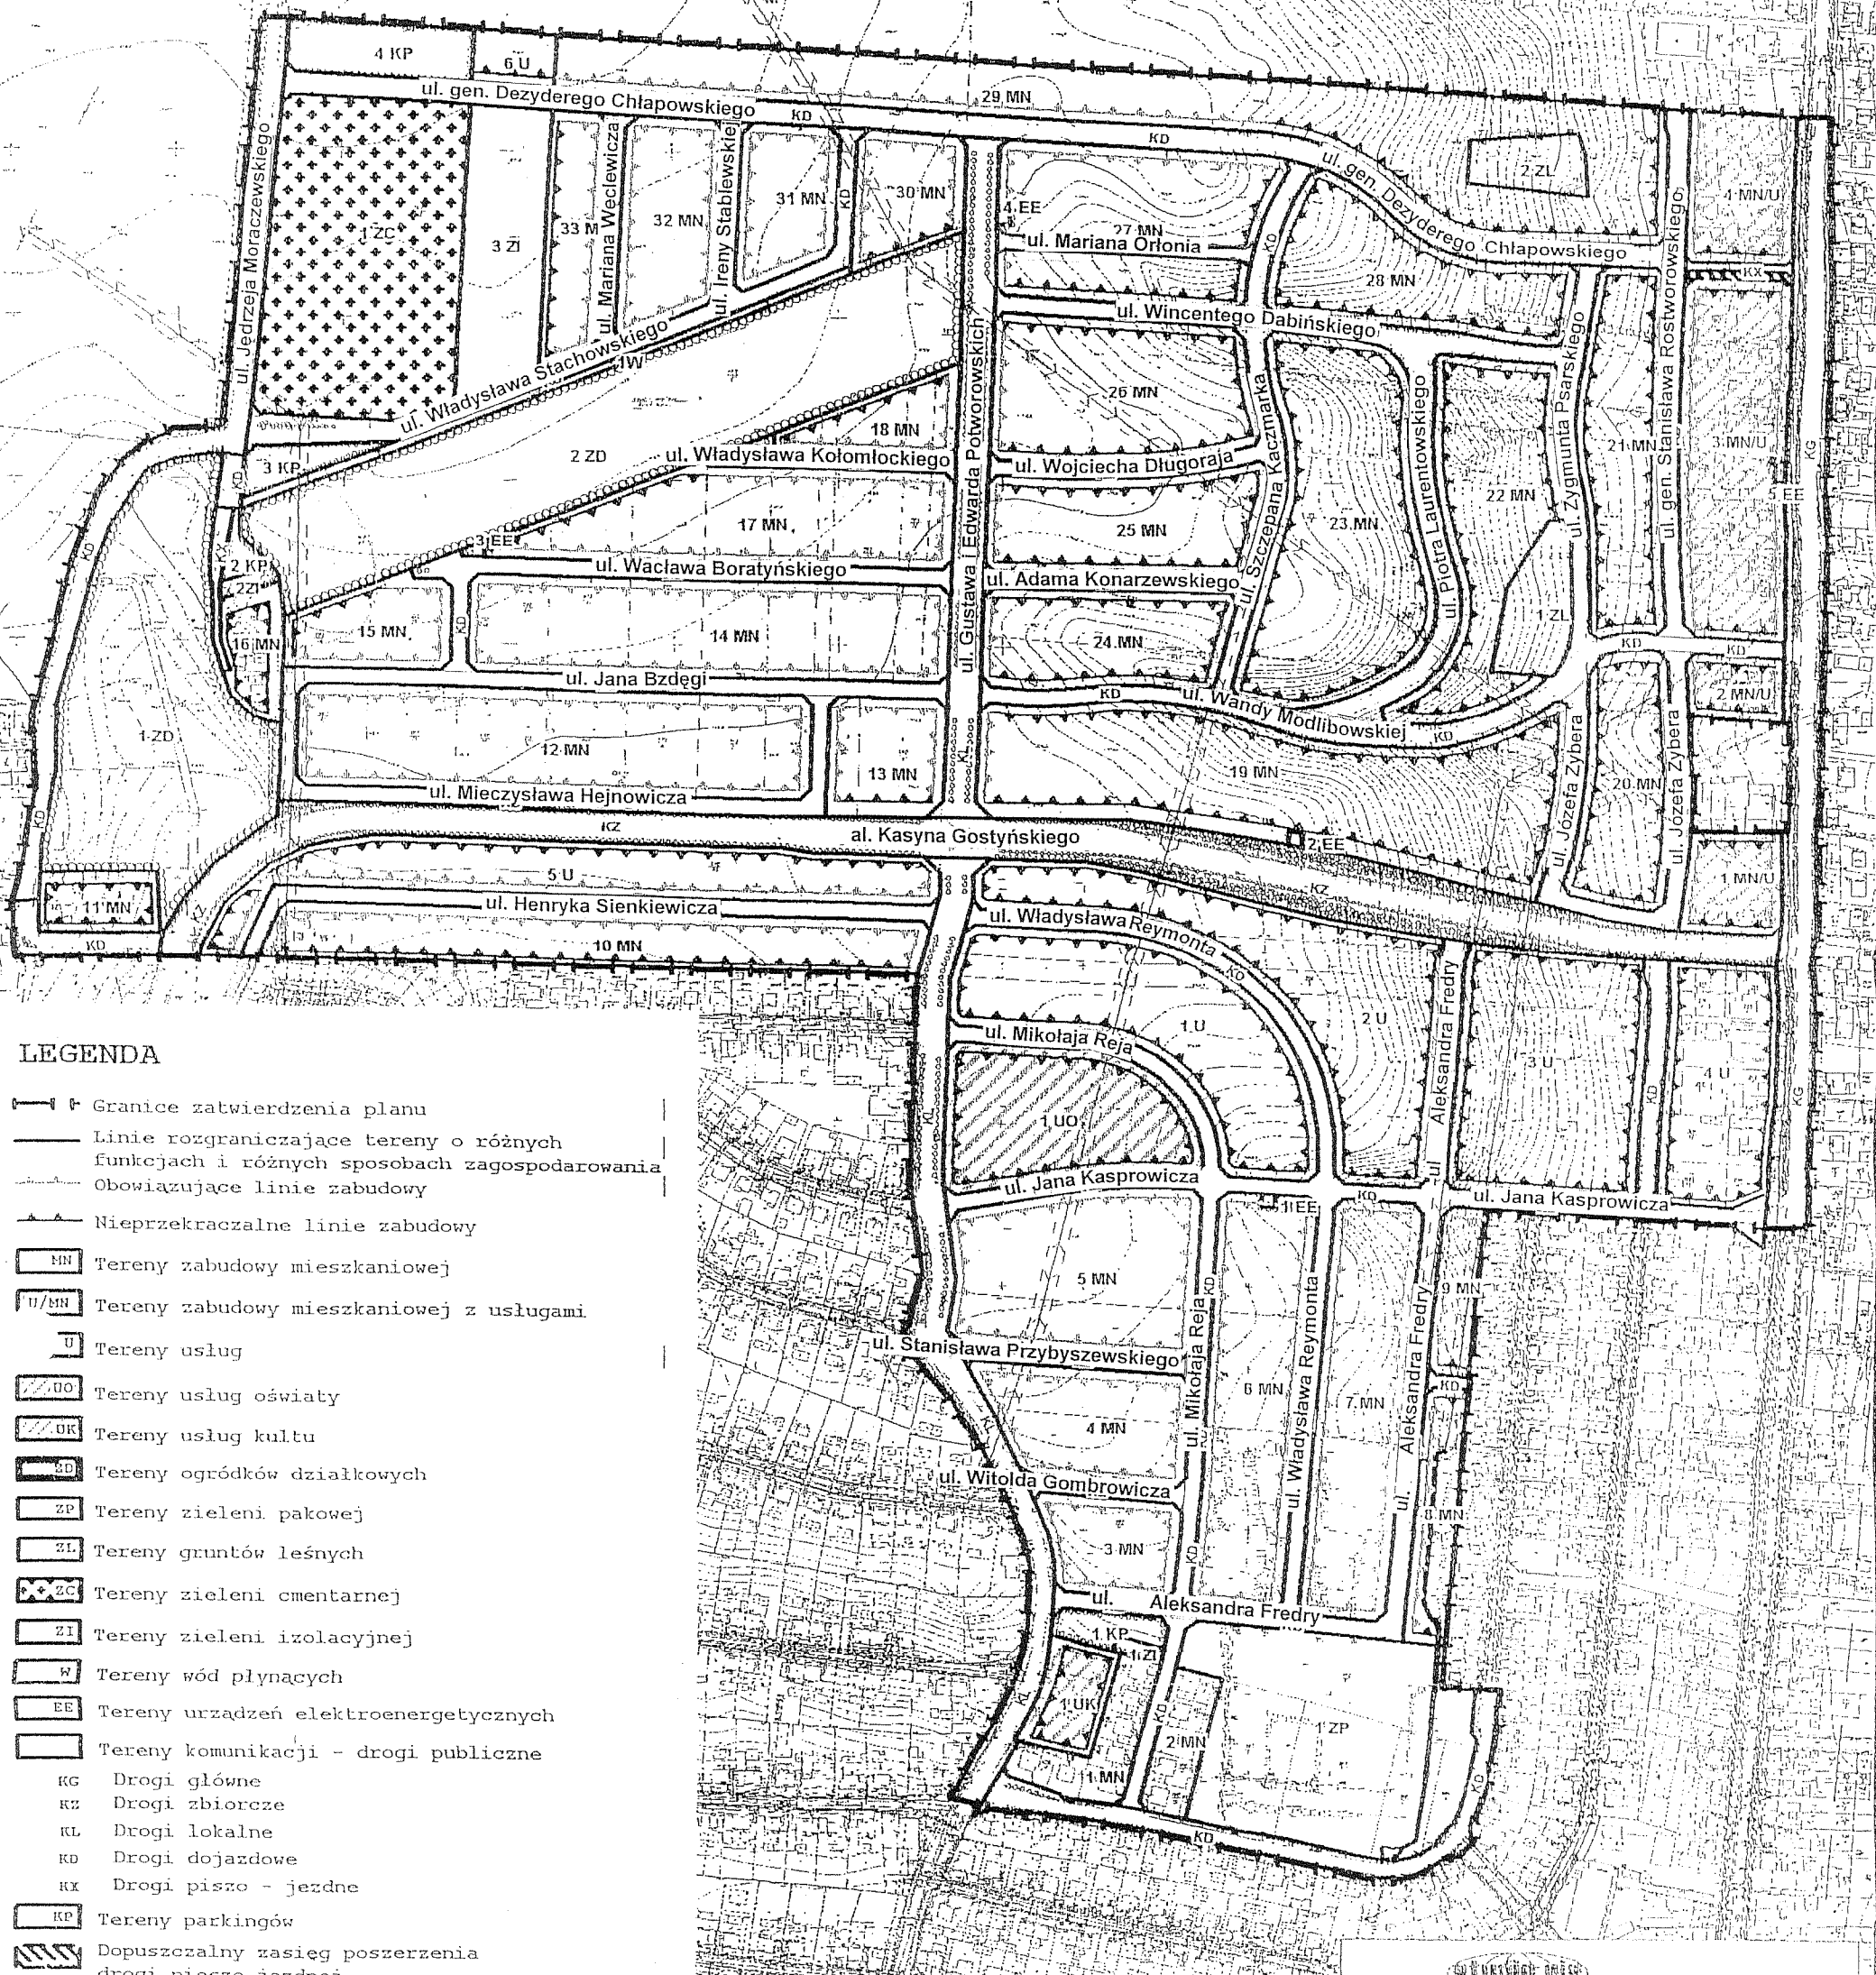 4 KP
6 U
ul. gen. Dezyderego Chłapowskiego
KD
29 MN
KD
ul. gen. Dezyderego Chłapowskiego
2 ZL
4 MN/U
KX
ul. Jędrzeja Moraczewskiego
1 ZC
3 ZI
33 M
ul. Mariana Węclewicza
32 MN
ul. Ireny Stablewskiej
31 MN
KD
30 MN
4 EE
27 MN
ul. Mariana Orłonia
KD
28 MN
ul. Wincentego Dabińskiego
ul. Władysława Stachowskiego
1W
ul. Gustawa i Edwarda Potworowskich
26 MN
ul. Szczepana Kaczmarka
ul. Piotra Laurentowskiego
ul. Zygmunta Psarskiego
21 MN
ul. gen. Stanisława Rostworowskiego
3 MN/U
KG
5 EE
18 MN
2 ZD
ul. Władysława Kołomłockiego
ul. Wojciecha Długoraja
3 KP
KD
22 MN
23 MN
17 MN
25 MN
3 EE
KD
KX
2 KP
2ZI
ul. Wacława Boratyńskiego
ul. Adama Konarzewskiego
1 ZL
16 MN
15 MN
KD
14 MN
24 MN
KD
KD
ul. Jana Bzdęgi
KD
ul. Wandy Modlibowskiej
KD
2 MN/U
1 ZD
12 MN
13 MN
KL
19 MN
20 MN
ul. Józefa Zybera
ul. Józefa Zybera
ul. Mieczysława Hejnowicza
KD
KZ
al. Kasyna Gostyńskiego
2 EE
KZ
1 MN/U
5 U
11 MN
KZ
ul. Henryka Sienkiewicza
ul. Władysława Reymonta
KD
KD
10 MN
ul. Mikołaja Reja
1 U
2 U
ul. Aleksandra Fredry
3 U
KD
4 U
KG
KL
1 UO
ul. Jana Kasprowicza
1 EE
KD
ul. Jana Kasprowicza
5 MN
KD
9 MN
ul. Stanisława Przybyszewskiego
ul. Mikołaja Reja
6 MN
ul. Władysława Reymonta
7 MN
ul. Aleksandra Fredry
KD
KL
4 MN
ul. Witolda Gombrowicza
8 MN
3 MN
KD
ul. Aleksandra Fredry
1 KP
1 ZI
1 UK
KL
KD
2 MN
1 ZP
1 MN
KD
KD
LEGENDA
Granice zatwierdzenia planu
Linie rozgraniczające tereny o różnych
funkcjach i różnych sposobach zagospodarowania
Obowiązujące linie zabudowy
Nieprzekraczalne linie zabudowy
MN Tereny zabudowy mieszkaniowej
U/MN Tereny zabudowy mieszkaniowej z usługami
U Tereny usług
UO Tereny usług oświaty
UK Tereny usług kultu
Tereny ogródków działkowych
ZP Tereny zieleni pakowej
ZL Tereny gruntów leśnych
ZC Tereny zieleni cmentarnej
ZI Tereny zieleni izolacyjnej
W Tereny wód płynących
EE Tereny urządzeń elektroenergetycznych
Tereny komunikacji - drogi publiczne
KG Drogi główne
KZ Drogi zbiorcze
KL Drogi lokalne
KD Drogi dojazdowe
KX Drogi piszo - jezdne
KP Tereny parkingów
Dopuszczalny zasięg poszerzenia